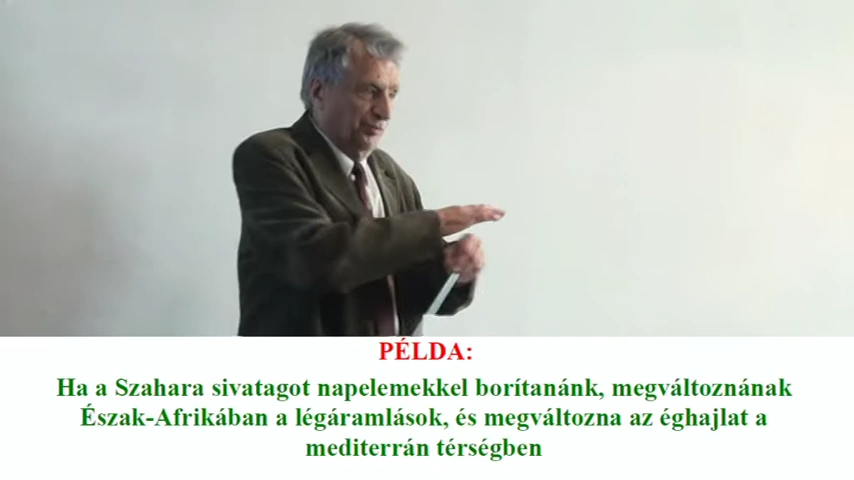 PÉLDA:
Ha a Szahara sivatagot napelemekkel borítanánk, megváltoznának
Észak-Afrikában a légáramlások, és megváltozna az éghajlat a
mediterrán térségben